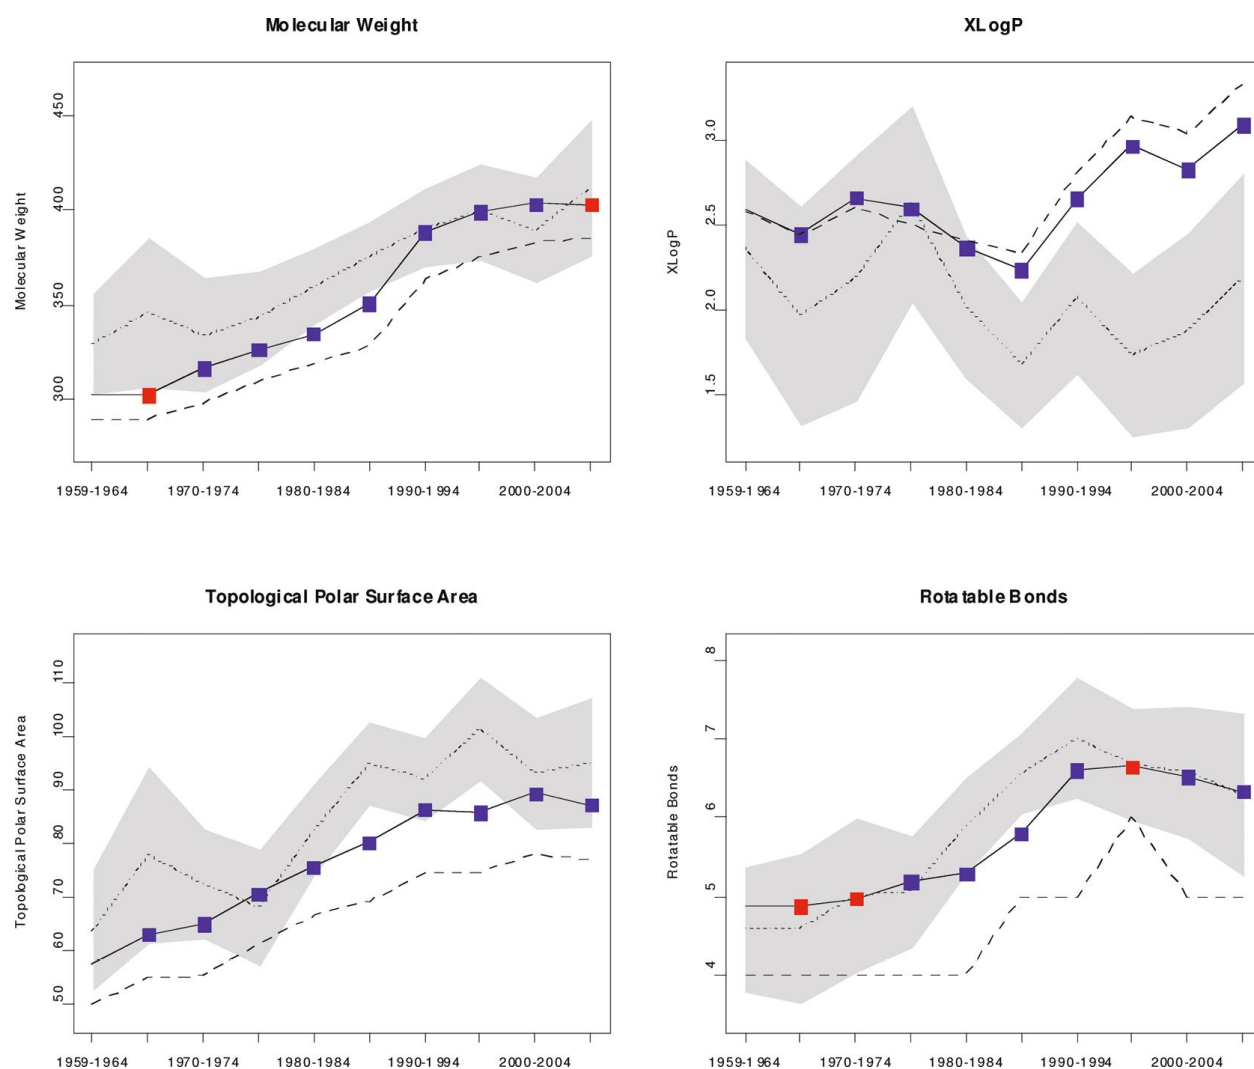 Molecular Weight
450
400
350
300
Molecular Weight
1959-1964 1970-1974 1980-1984 1990-1994 2000-2004
XLogP
3.0
2.5
2.0
1.5
XLogP
1959-1964 1970-1974 1980-1984 1990-1994 2000-2004
Topological Polar Surface Area
110
100
90
80
70
60
50
Topological Polar Surface Area
1959-1964 1970-1974 1980-1984 1990-1994 2000-2004
Rotatable Bonds
8
7
6
5
4
Rotatable Bonds
1959-1964 1970-1974 1980-1984 1990-1994 2000-2004